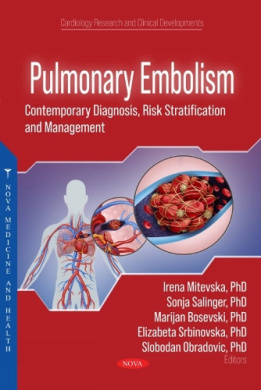 Cardiology Research and Clinical Developments
Pulmonary Embolism
Contemporary Diagnosis, Risk Stratification
and Management
NOVA MEDICINE AND HEALTH
Irena Mitevska, PhD
Sonja Salinger, PhD
Marijan Bosevski, PhD
Elizabeta Srbinovska, PhD
Slobodan Obradovic, PhD
Editors
NOVA